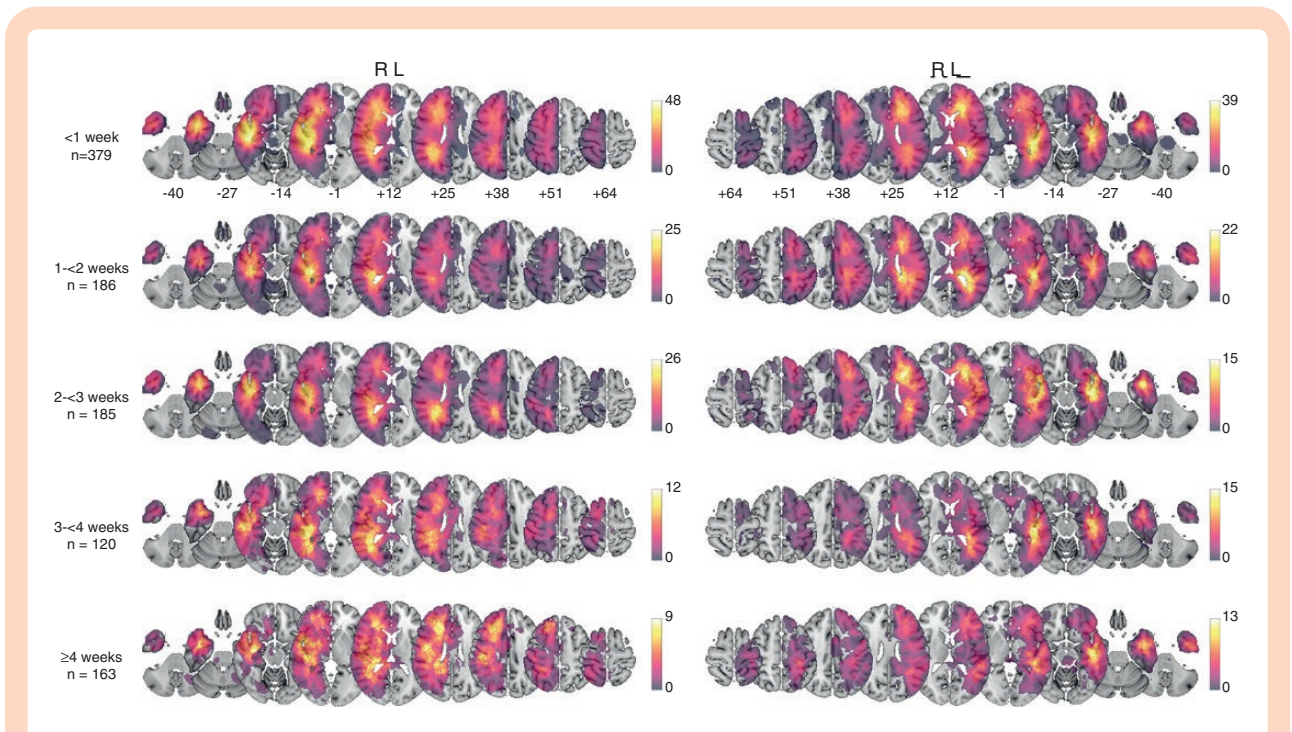 R L
R L
<1 week
n=379
48
0
39
0
-40 -27 -14 -1 +12 +25 +38 +51 +64
+64 +51 +38 +25 +12 -1 -14 -27 -40
1-<2 weeks
n = 186
25
0
22
0
2-<3 weeks
n = 185
26
0
15
0
3-<4 weeks
n = 120
12
0
15
0
≥4 weeks
n = 163
9
0
13
0